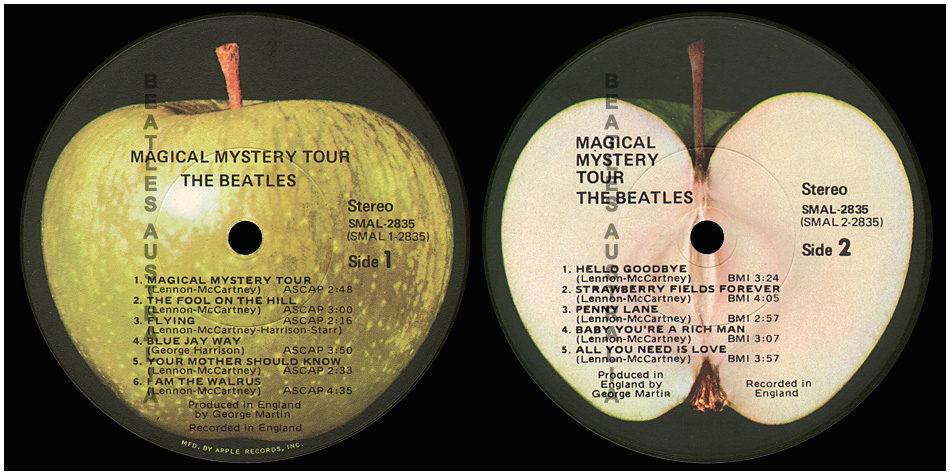 MAGICAL MYSTERY TOUR
THE BEATLES
Stereo
SMAL-2835
(SMAL 1-2835)
Side 1
1. MAGICAL MYSTERY TOUR
(Lennon-McCartney) ASCAP 2:48
2. THE FOOL ON THE HILL
(Lennon-McCartney) ASCAP 3:00
3. FLYING ASCAP 2:16
(Lennon-McCartney-Harrison-Starr)
4. BLUE JAY WAY
(George Harrison) ASCAP 3:50
5. YOUR MOTHER SHOULD KNOW
(Lennon-McCartney) ASCAP 2:33
6. I AM THE WALRUS
(Lennon-McCartney) ASCAP 4:35
Produced in England
by George Martin
Recorded in England
MFD. BY APPLE RECORDS, INC.
BEATLES AUS
MAGICAL
MYSTERY
TOUR
THE BEATLES
Stereo
SMAL-2835
(SMAL 2-2835)
Side 2
1. HELLO GOODBYE
(Lennon-McCartney) BMI 3:24
2. STRAWBERRY FIELDS FOREVER
(Lennon-McCartney) BMI 4:05
3. PENNY LANE
(Lennon-McCartney) BMI 2:57
4. BABY YOU'RE A RICH MAN
(Lennon-McCartney) BMI 3:07
5. ALL YOU NEED IS LOVE
(Lennon-McCartney) BMI 3:57
Produced in
England by
George Martin
Recorded in
England
BEATLES AUS